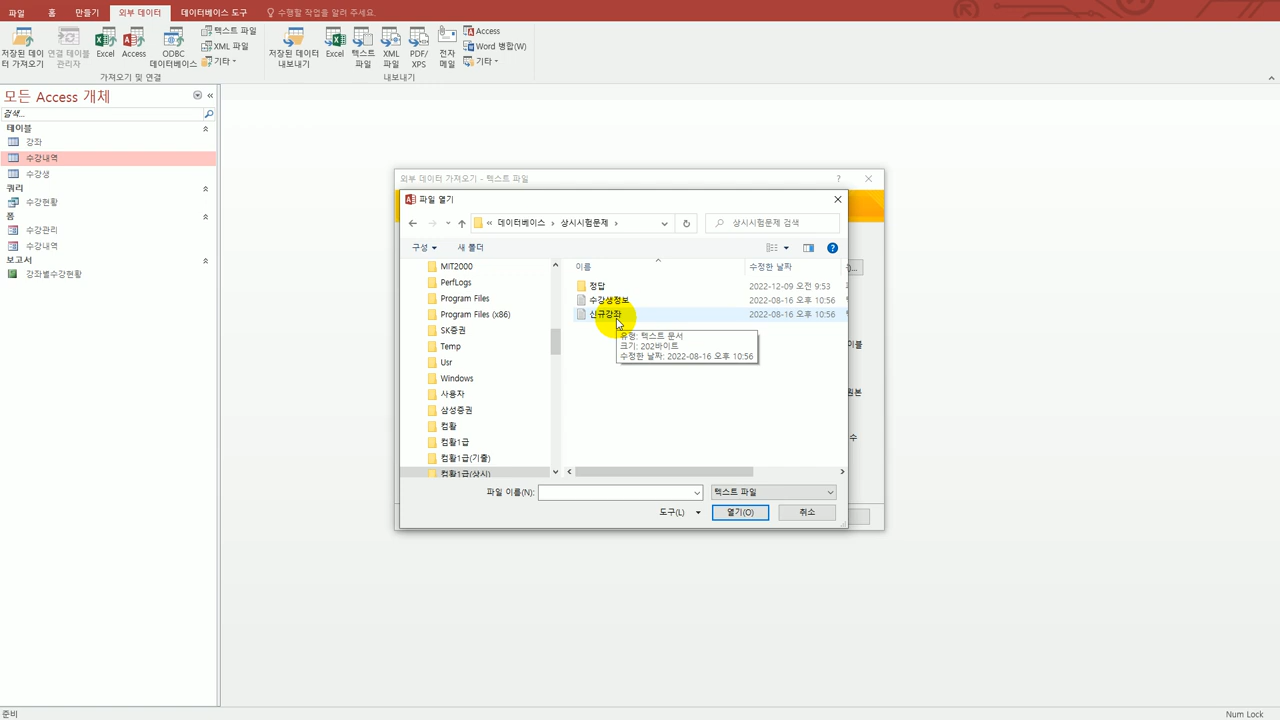 파일 홈 만들기 외부 데이터 데이터베이스 도구 수행할 작업을 알려 주세요.
저장된 데이터 가져오기
연결 테이블 관리자
Excel
Access
ODBC 데이터베이스
텍스트 파일
XML 파일
기타
저장된 데이터 내보내기
Excel
텍스트 파일
XML 파일
PDF/XPS
전자 메일
Access
Word 병합(W)
기타
가져오기 및 연결
내보내기
모든 Access 개체
검색...
테이블
강좌
수강내역
수강생
쿼리
수강현황
폼
수강관리
수강내역
보고서
강좌별수강현황
외부 데이터 가져오기 - 텍스트 파일
파일 열기
« 데이터베이스 › 상시시험문제 ›
상시시험문제 검색
구성 새 폴더
MIT2000
PerfLogs
Program Files
Program Files (x86)
SK증권
Temp
Usr
Windows
사용자
삼성증권
컴활
컴활1급
컴활1급(기출)
컴활1급(상시)
이름 수정한 날짜
정답 2022-12-09 오전 9:53
수강생정보 2022-08-16 오후 10:56
신규강좌 2022-08-16 오후 10:56
유형: 텍스트 문서
크기: 202바이트
수정한 날짜: 2022-08-16 오후 10:56
이블
원본
수
파일 이름(N):
텍스트 파일
도구(L) 열기(O) 취소
준비
Num Lock